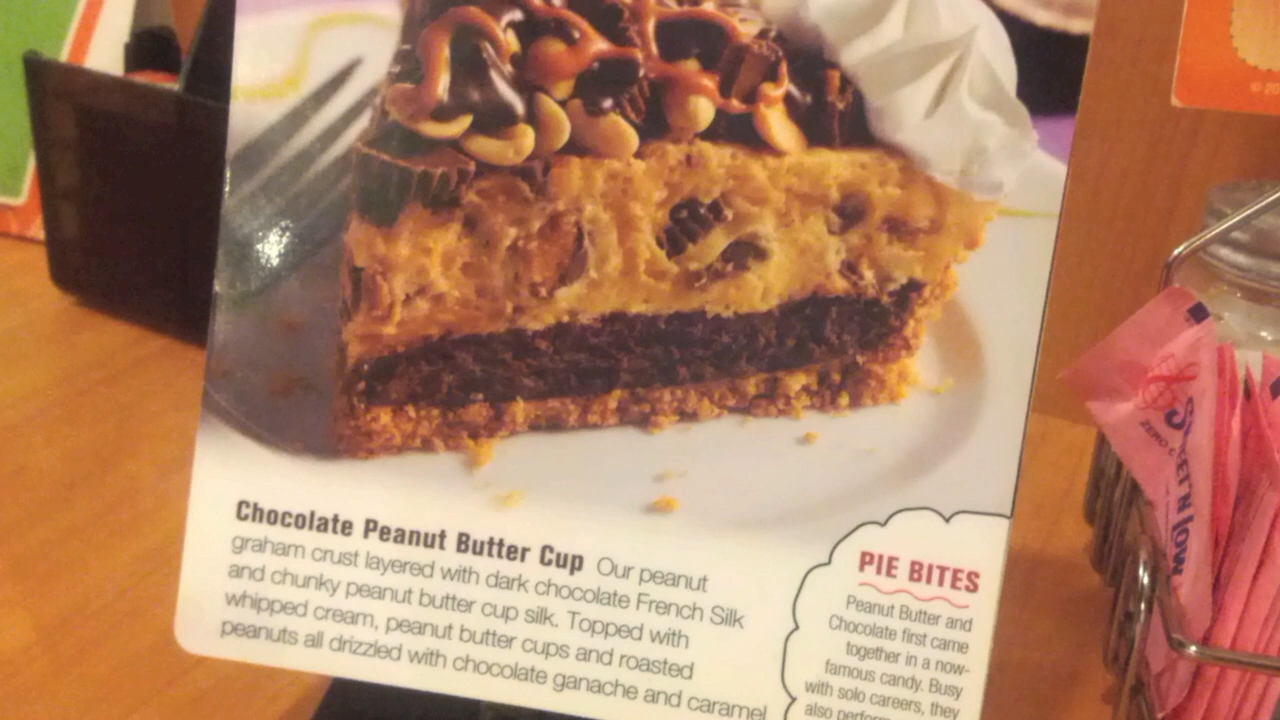 Chocolate Peanut Butter Cup Our peanut
graham crust layered with dark chocolate French Silk
and chunky peanut butter cup silk. Topped with
whipped cream, peanut butter cups and roasted
peanuts all drizzled with chocolate ganache and caramel
PIE BITES
Peanut Butter and
Chocolate first came
together in a now-
famous candy. Busy
with solo careers, they
also
© 20
Sweet'N Low
ZERO